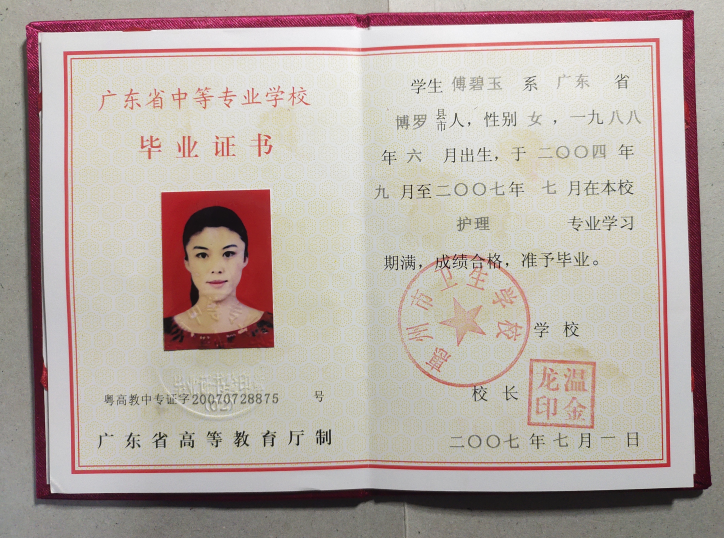 广东省中等专业学校
毕业证书
粤高教中专证字20070728875 号
广东省高等教育厅制
学生 傅碧玉 系 广东 省
博罗 县市人，性别 女 ，一九八八
年 六 月出生，于 二〇〇四 年
九 月至二〇〇七年 七 月在本校
护理 专业学习
期满，成绩合格，准予毕业。
惠州市卫生学校
学 校
校 长
温金龙印
二〇〇七年七月一日